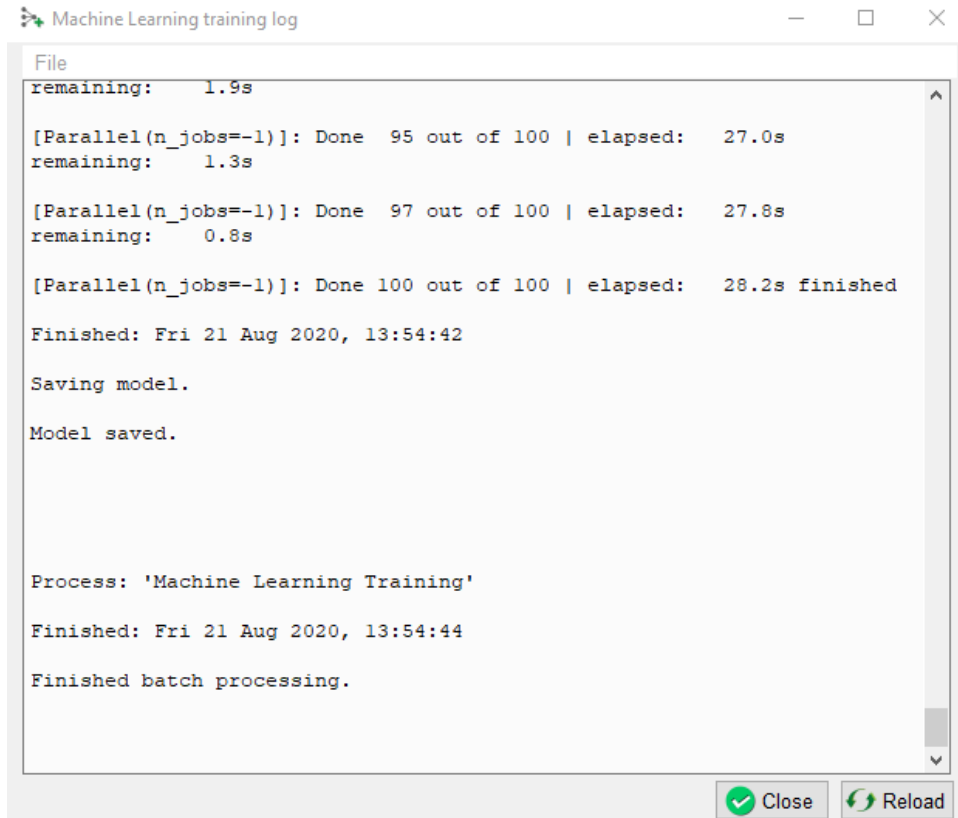 Machine Learning training log
File
remaining:    1.9s
[Parallel(n_jobs=-1)]: Done  95 out of 100 | elapsed:   27.0s
remaining:    1.3s
[Parallel(n_jobs=-1)]: Done  97 out of 100 | elapsed:   27.8s
remaining:    0.8s
[Parallel(n_jobs=-1)]: Done 100 out of 100 | elapsed:   28.2s finished
Finished: Fri 21 Aug 2020, 13:54:42
Saving model.
Model saved.
Process: 'Machine Learning Training'
Finished: Fri 21 Aug 2020, 13:54:44
Finished batch processing.
Close
Reload